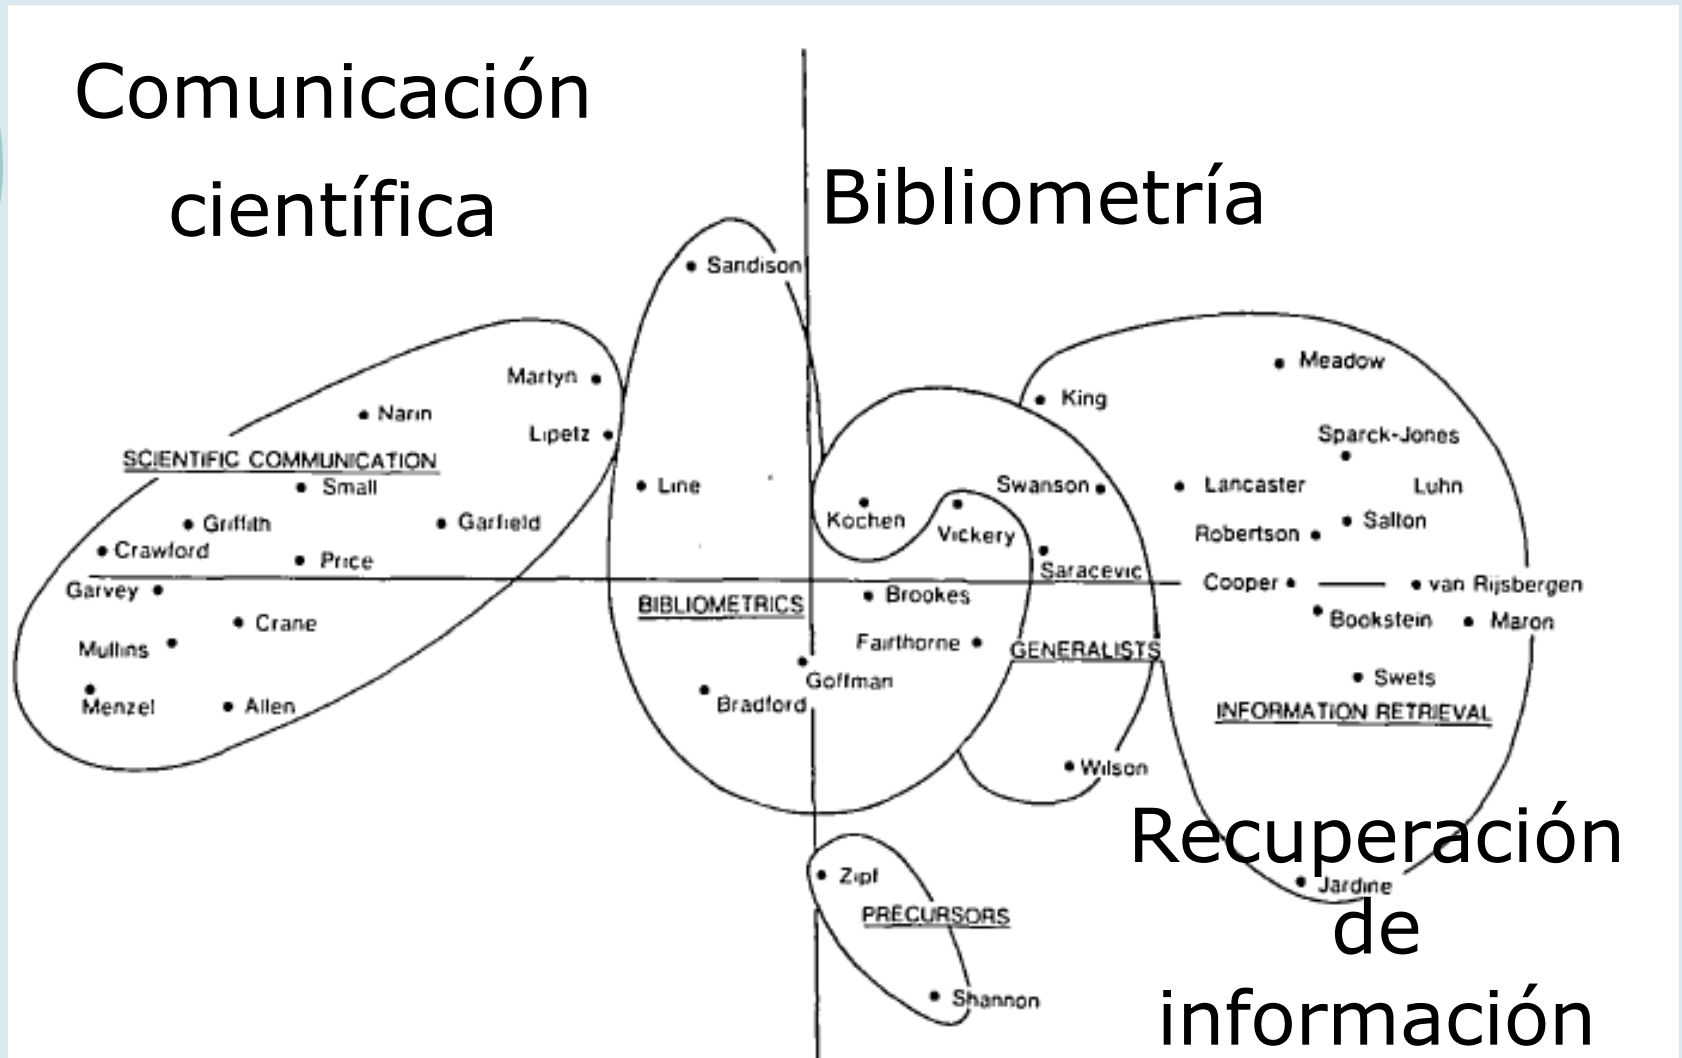 Comunicación
científica
Bibliometría
Sandison
Martyn
Meadow
King
Narin
Lipetz
Sparck-Jones
SCIENTIFIC COMMUNICATION
Small
Line
Swanson
Lancaster
Luhn
Griffith
Garfield
Kochen
Vickery
Salton
Robertson
Crawford
Price
Saracevic
Garvey
Cooper
van Rijsbergen
BIBLIOMETRICS
Brookes
Crane
Bookstein
Maron
Mullins
Fairthorne
GENERALISTS
Goffman
Swets
Menzel
Allen
Bradford
INFORMATION RETRIEVAL
Wilson
Recuperación
Zipf
Jardine
PRECURSORS
de
Shannon
información